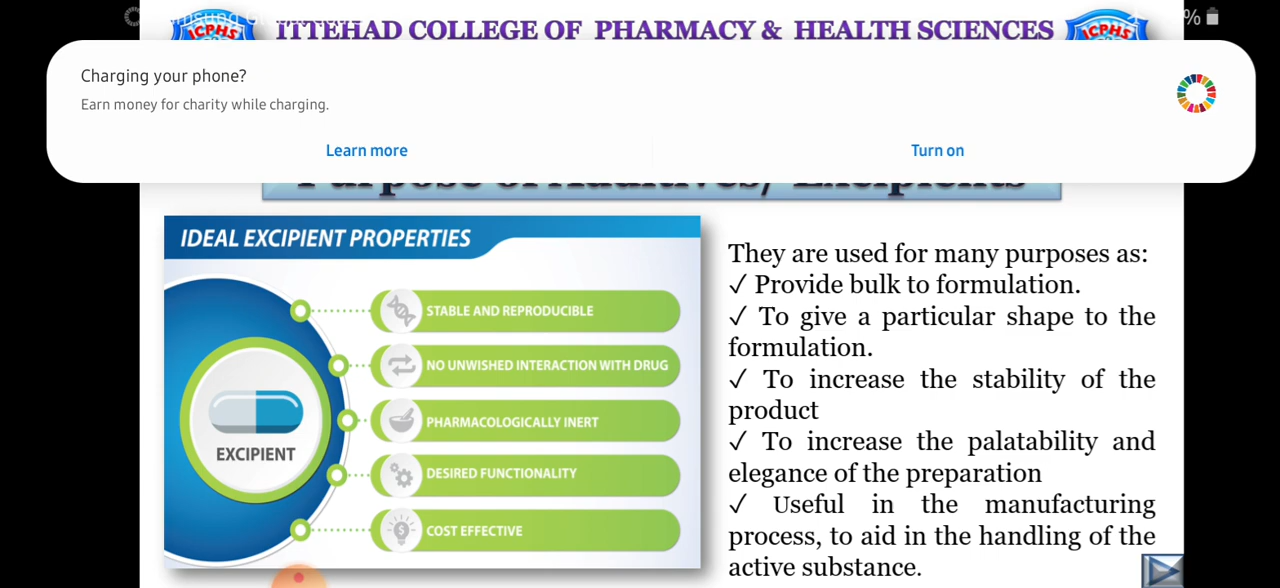 ITTEHAD COLLEGE OF PHARMACY & HEALTH SCIENCES
ICPHS
ICPHS
%
Charging your phone?
Earn money for charity while charging.
Learn more
Turn on
Purpose of Additives/ Excipients
IDEAL EXCIPIENT PROPERTIES
STABLE AND REPRODUCIBLE
NO UNWISHED INTERACTION WITH DRUG
PHARMACOLOGICALLY INERT
EXCIPIENT
DESIRED FUNCTIONALITY
COST EFFECTIVE
They are used for many purposes as:
✓ Provide bulk to formulation.
✓ To give a particular shape to the
formulation.
✓ To increase the stability of the
product
✓ To increase the palatability and
elegance of the preparation
✓ Useful in the manufacturing
process, to aid in the handling of the
active substance.